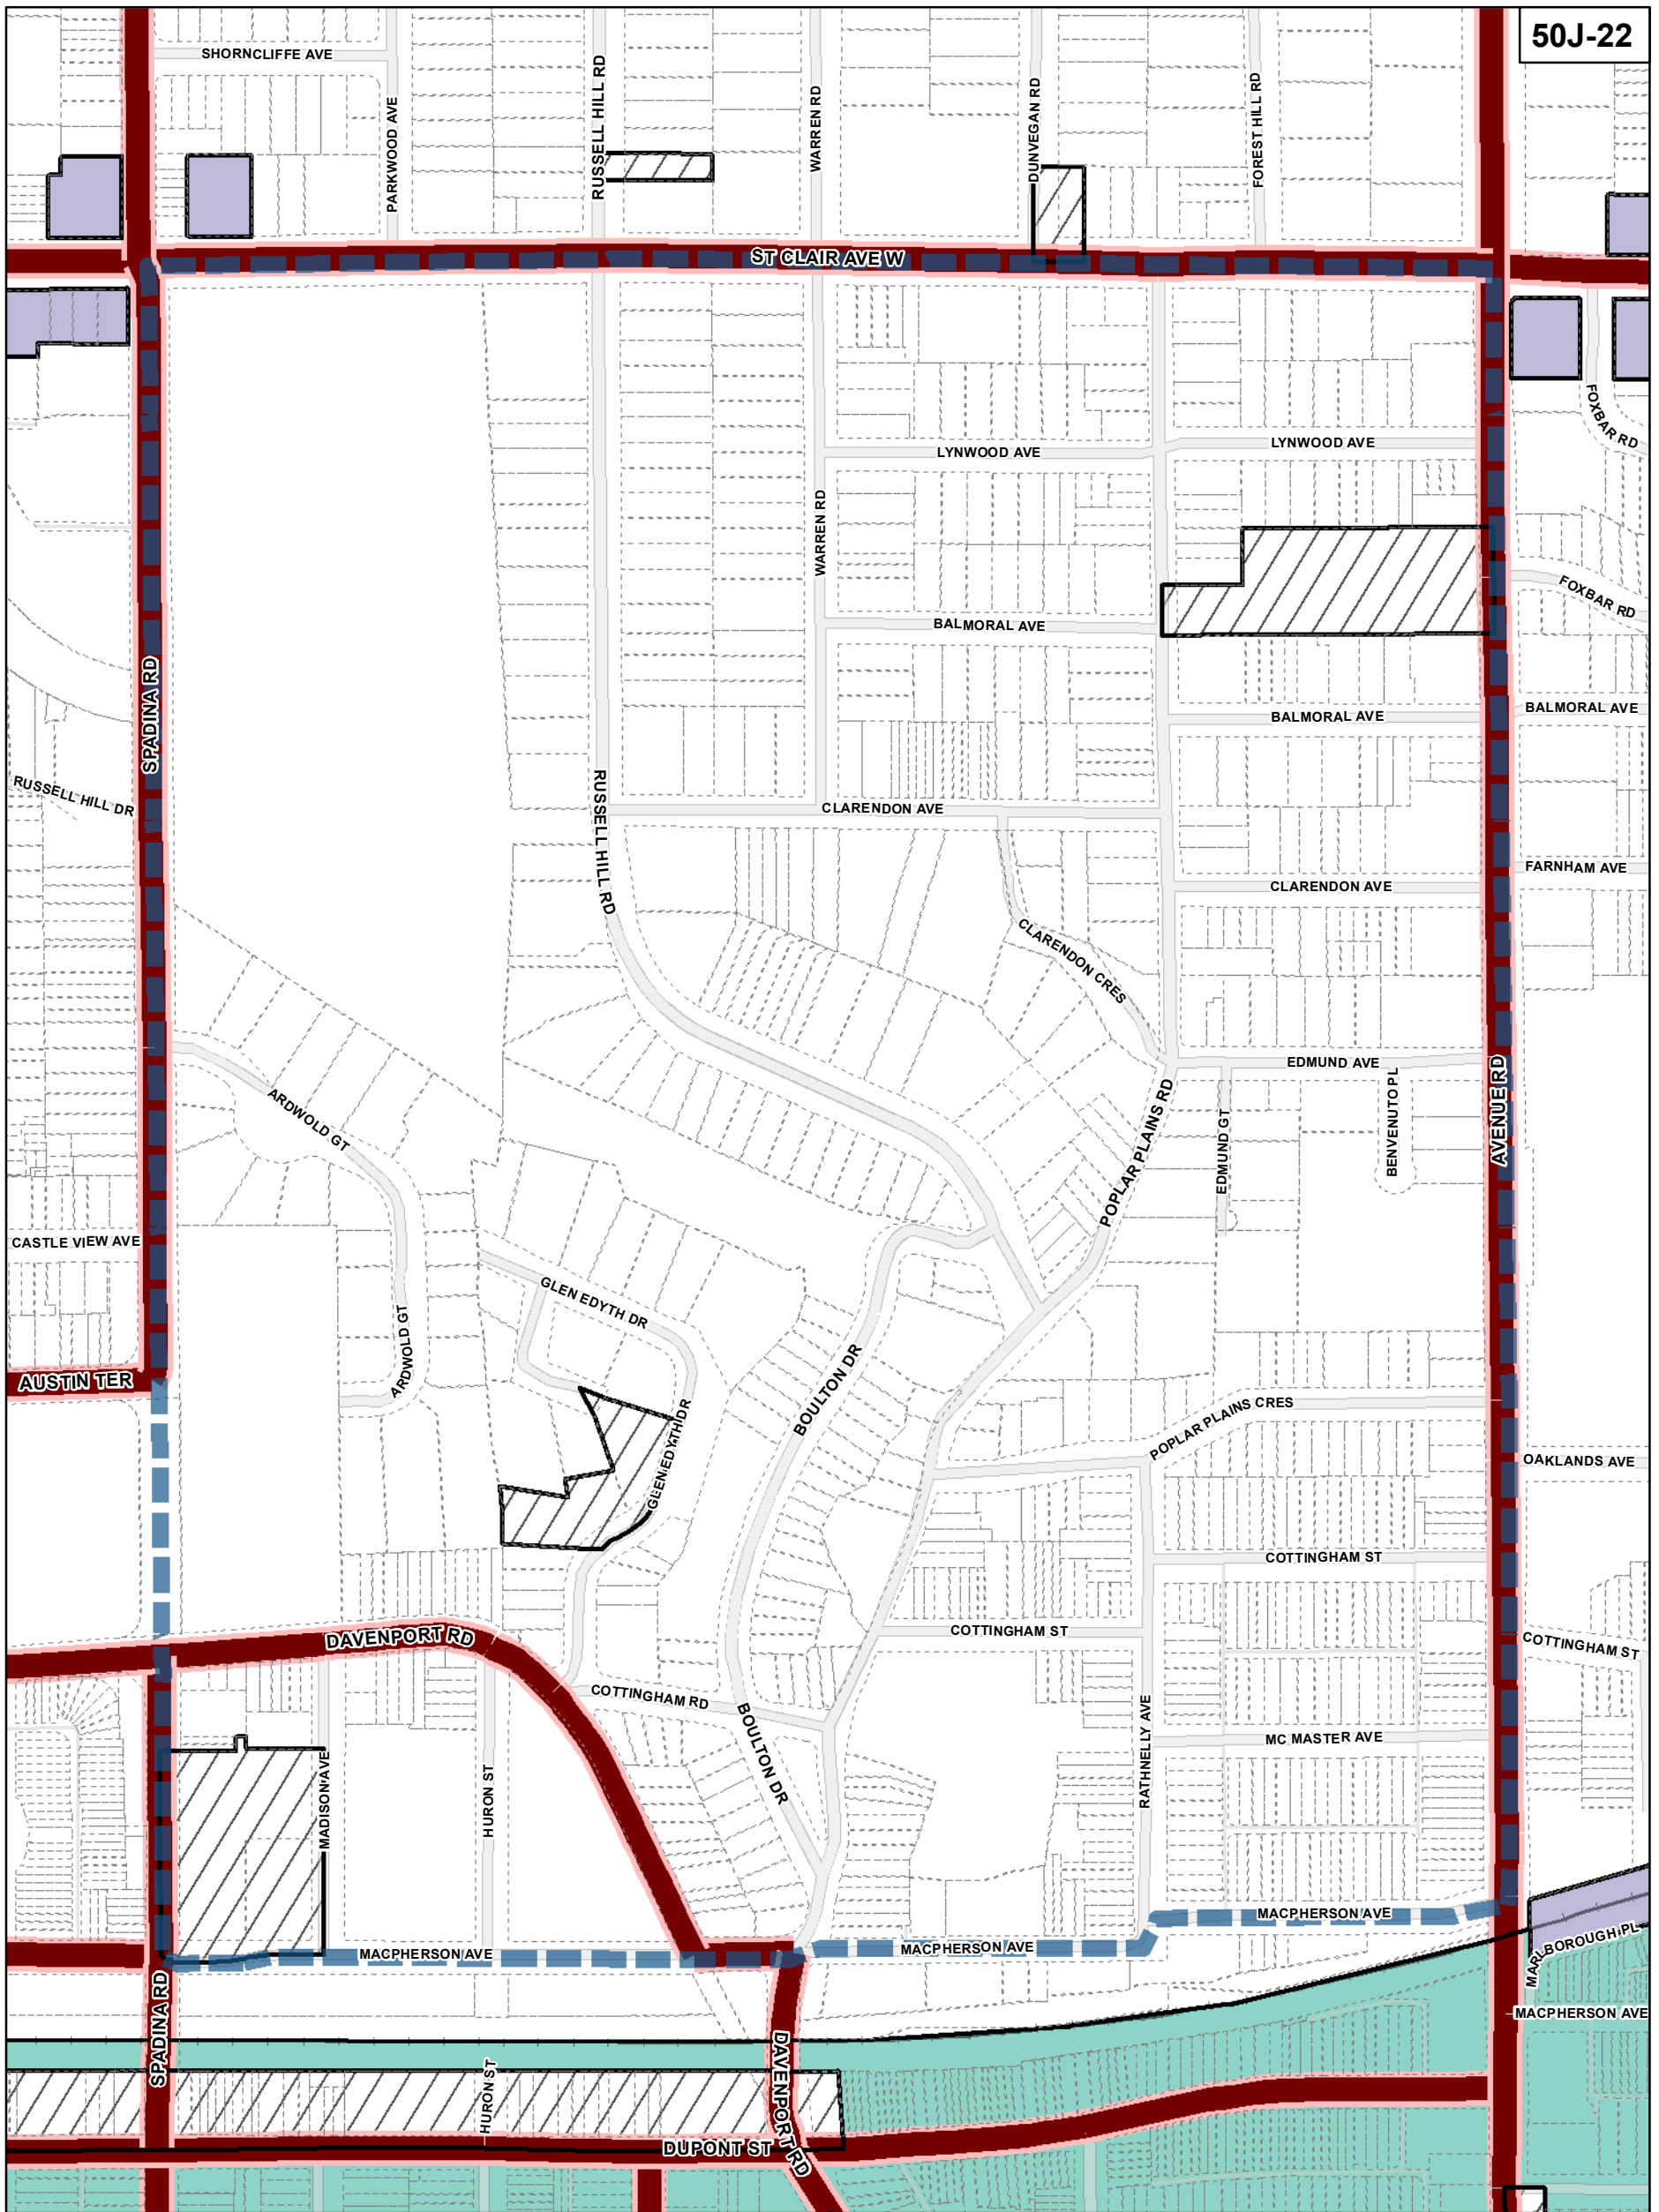 50J-22
SHORNCLIFFE AVE
PARKWOOD AVE
RUSSELL HILL RD
WARREN RD
DUNVEGAN RD
FOREST HILL RD
ST CLAIR AVE W
FOXBAR RD
LYNWOOD AVE
LYNWOOD AVE
WARREN RD
FOXBAR RD
BALMORAL AVE
SPADINA RD
BALMORAL AVE
BALMORAL AVE
RUSSELL HILL DR
RUSSELL HILL RD
CLARENDON AVE
FARNHAM AVE
CLARENDON AVE
CLARENDON CRES
EDMUND AVE
ARDWOLD GT
POPLAR PLAINS RD
EDMUND GT
BENVENUTO PL
AVENUE RD
CASTLE VIEW AVE
GLEN EDYTH DR
ARDWOLD GT
BOULTON DR
AUSTIN TER
POPLAR PLAINS CRES
GLEN EDYTH DR
OAKLANDS AVE
COTTINGHAM ST
COTTINGHAM ST
COTTINGHAM ST
DAVENPORT RD
COTTINGHAM RD
BOULTON DR
RATHNELLY AVE
MC MASTER AVE
MADISON AVE
HURON ST
MACPHERSON AVE
MACPHERSON AVE
MACPHERSON AVE
MARLBOROUGH PL
MACPHERSON AVE
SPADINA RD
HURON ST
DAVENPORT RD
DUPONT ST